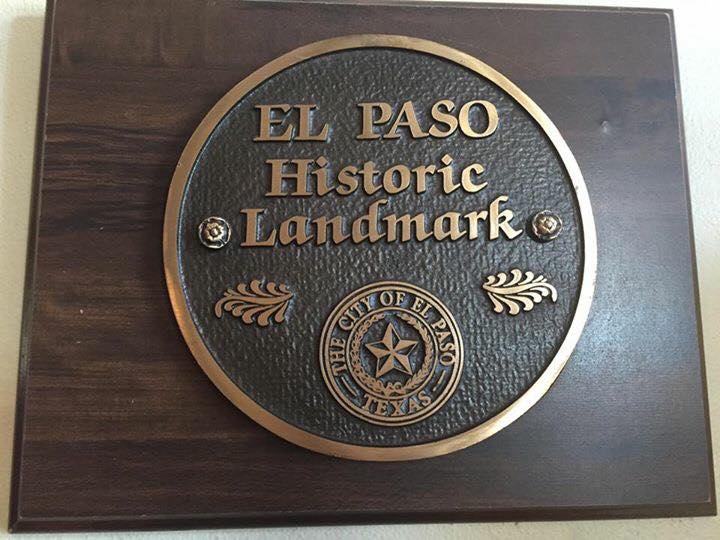 EL PASO
Historic
Landmark
THE CITY OF EL PASO
TEXAS